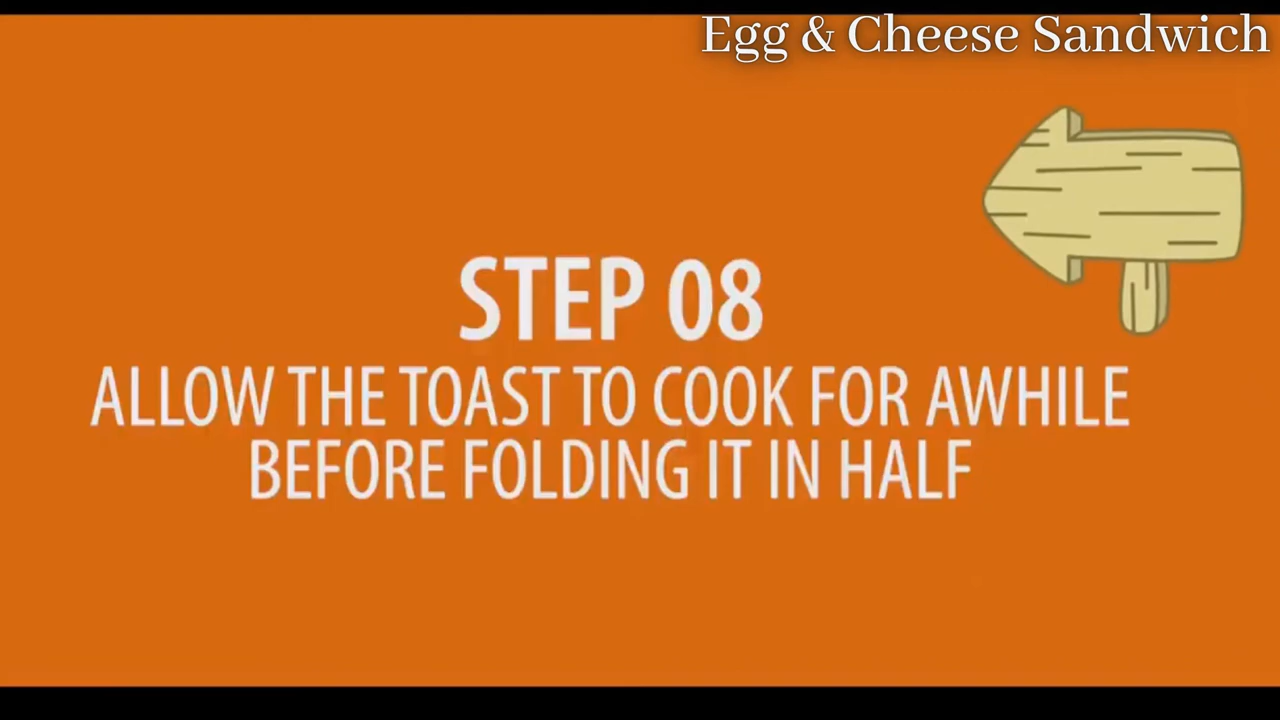 Egg & Cheese Sandwich
STEP 08
ALLOW THE TOAST TO COOK FOR AWHILE
BEFORE FOLDING IT IN HALF